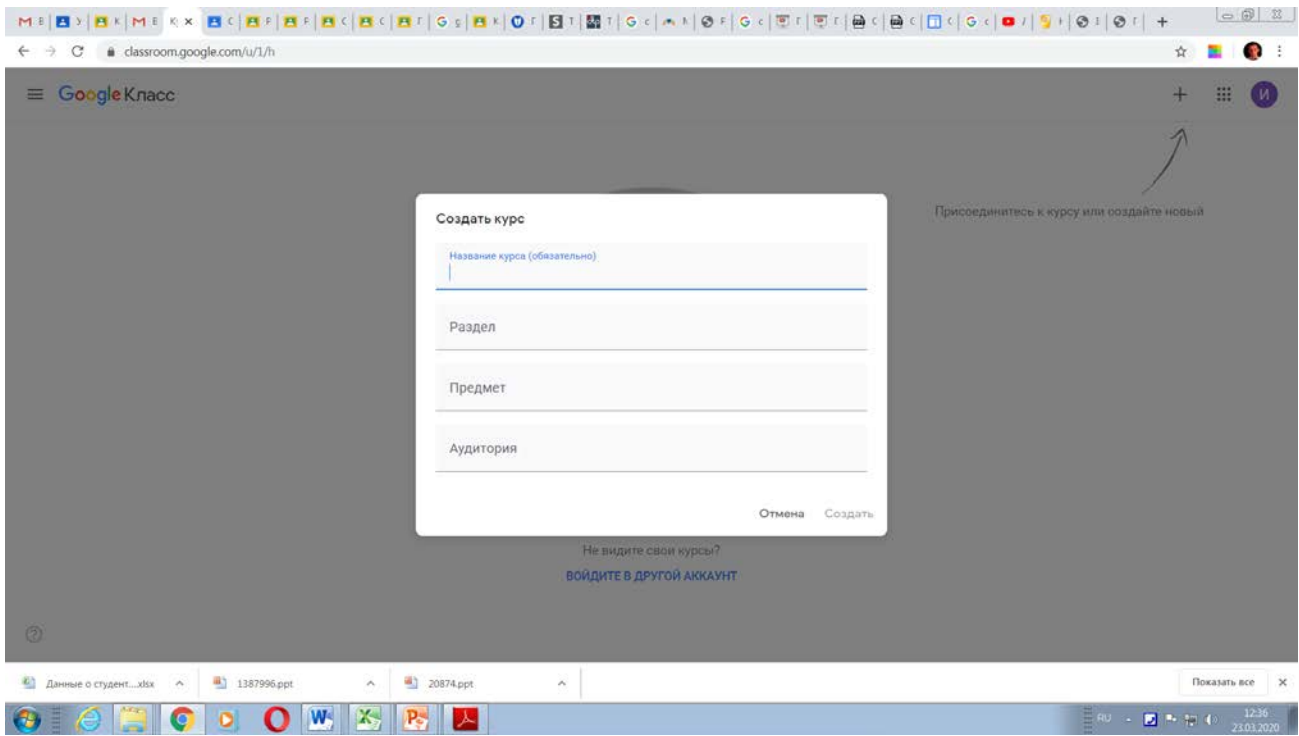 classroom.google.com/u/1/h
Google Класс
И
Присоединитесь к курсу или создайте новый
Создать курс
Название курса (обязательно)
Раздел
Предмет
Аудитория
Отмена Создать
Не видите свои курсы?
ВОЙДИТЕ В ДРУГОЙ АККАУНТ
Данные о студент....xlsx
1387996.ppt
20874.ppt
Показать все
RU
12:36
23.03.2020